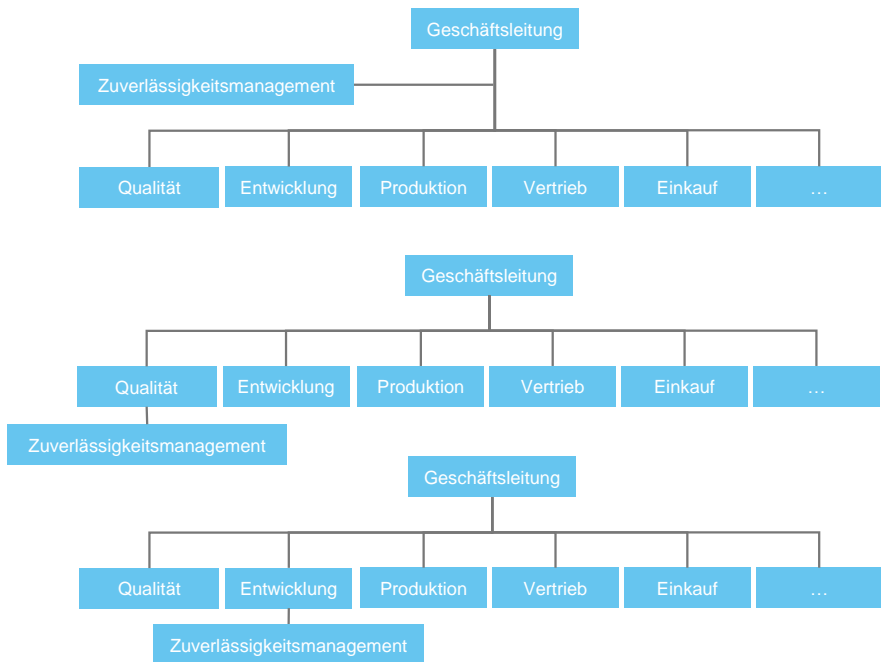 Geschäftsleitung
Zuverlässigkeitsmanagement
Qualität
Entwicklung
Produktion
Vertrieb
Einkauf
…
Geschäftsleitung
Qualität
Entwicklung
Produktion
Vertrieb
Einkauf
…
Zuverlässigkeitsmanagement
Geschäftsleitung
Qualität
Entwicklung
Produktion
Vertrieb
Einkauf
…
Zuverlässigkeitsmanagement